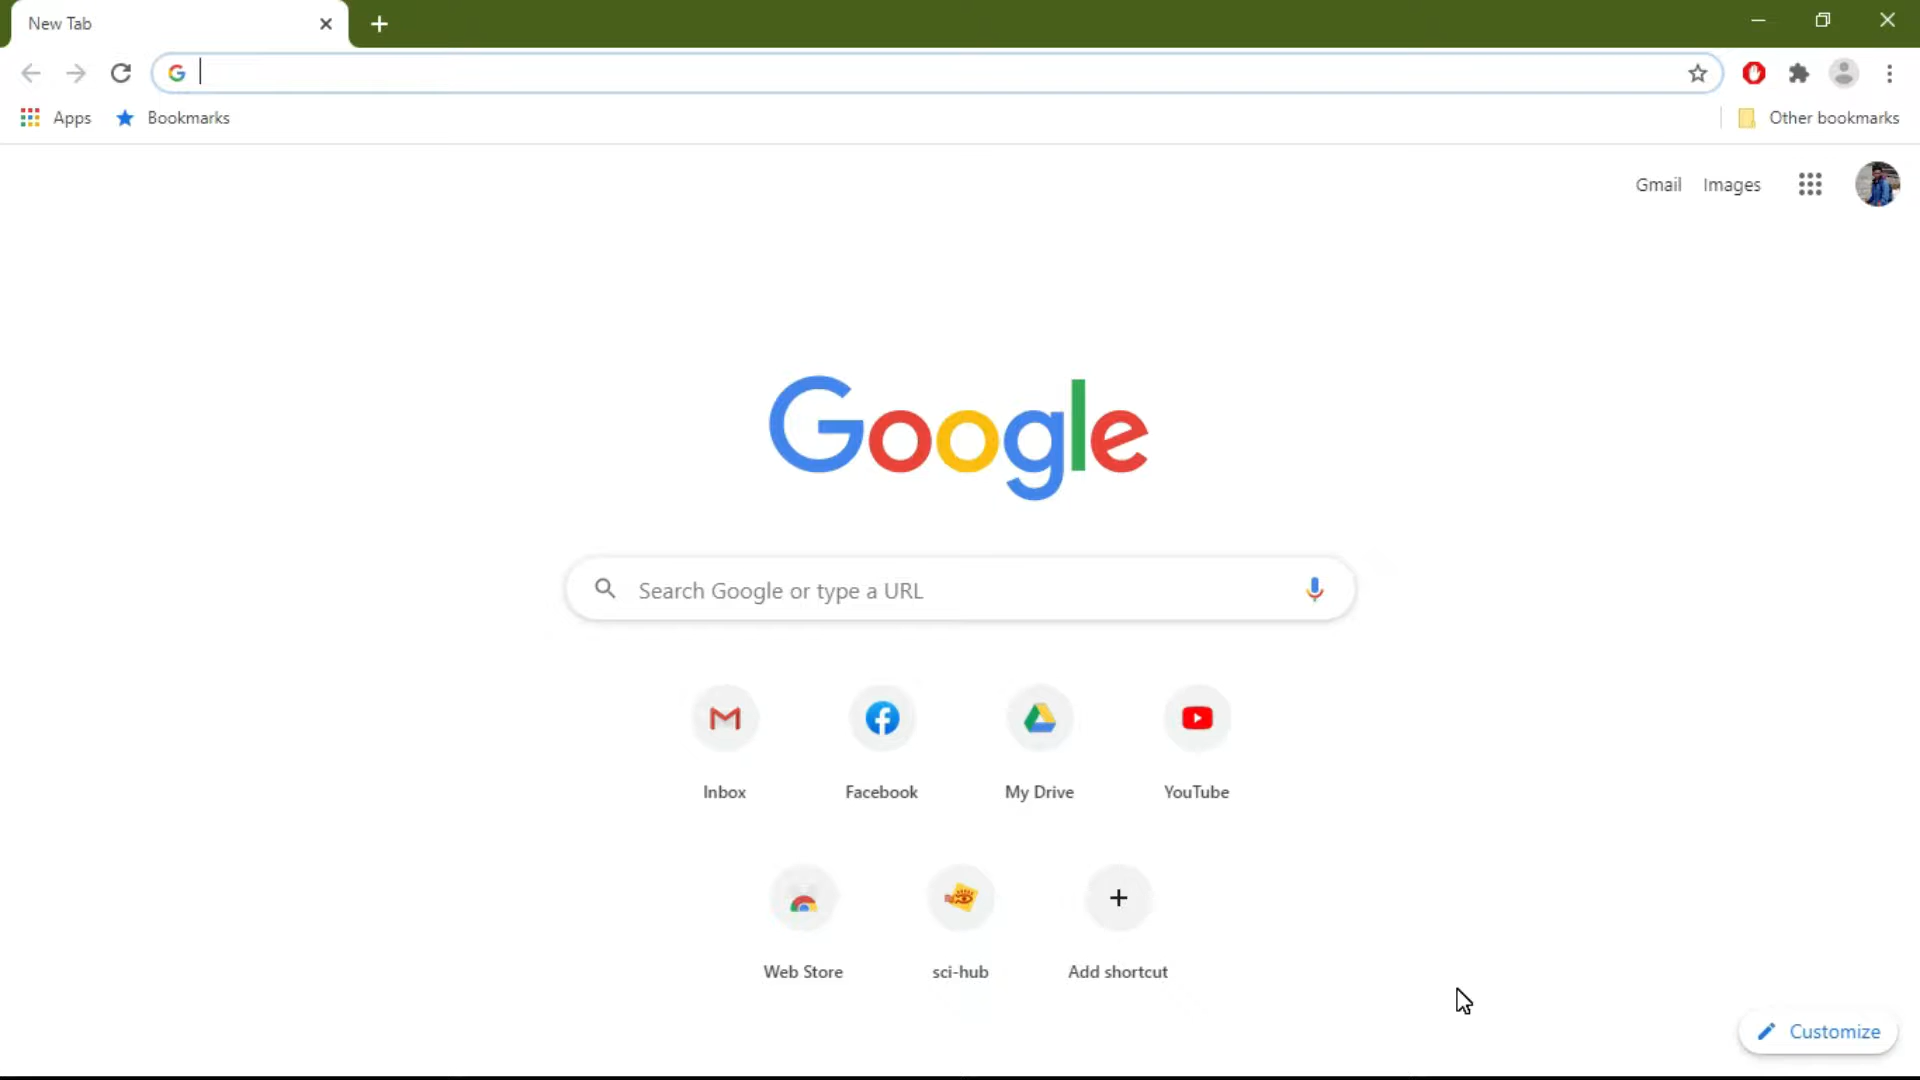 New Tab
Apps
Bookmarks
Other bookmarks
Gmail
Images
Google
Search Google or type a URL
Inbox
Facebook
My Drive
YouTube
Web Store
sci-hub
Add shortcut
Customize